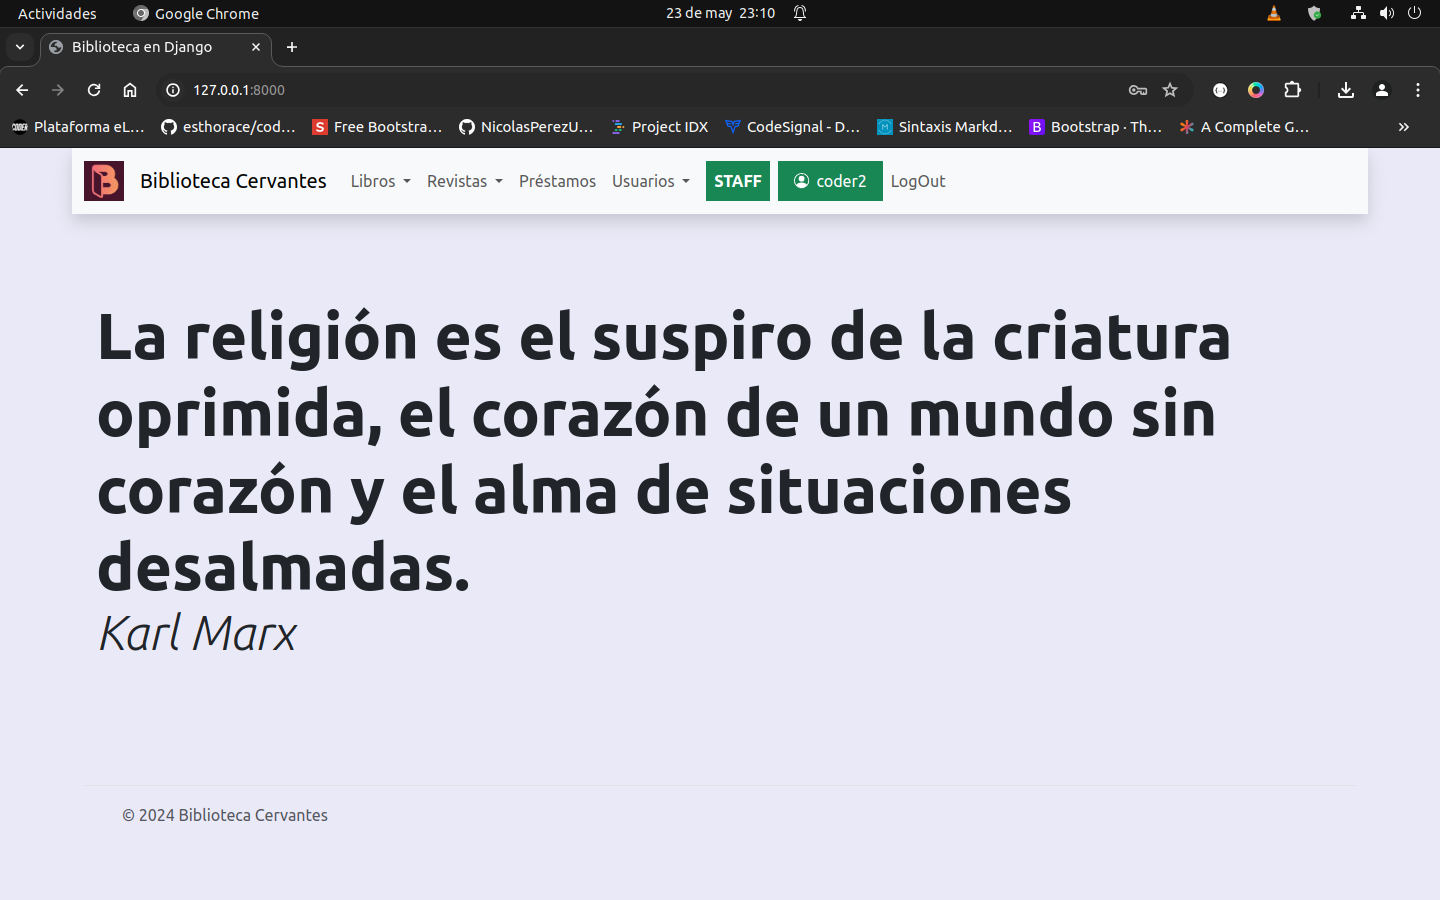 Actividades Google Chrome 23 de may 23:10
Biblioteca en Django
127.0.0.1:8000
Plataforma eL... esthorace/cod... Free Bootstra... NicolasPerezU... Project IDX CodeSignal - D... Sintaxis Markd... Bootstrap · Th... A Complete G...
Biblioteca Cervantes Libros Revistas Préstamos Usuarios STAFF coder2 LogOut
La religión es el suspiro de la criatura
oprimida, el corazón de un mundo sin
corazón y el alma de situaciones
desalmadas.
Karl Marx
© 2024 Biblioteca Cervantes